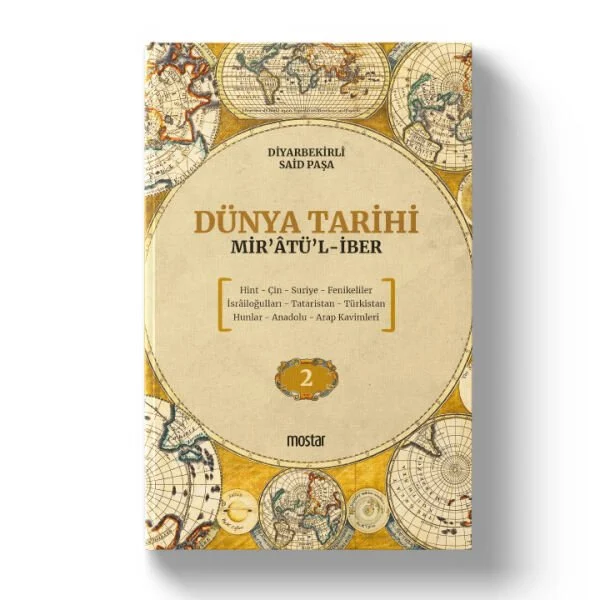 DİYARBEKİRLİ
SAİD PAŞA
DÜNYA TARİHİ
MİR’ÂTÜ’L-İBER
Hint - Çin - Suriye - Fenikeliler
İsrâiloğulları - Tataristan - Türkistan
Hunlar - Anadolu - Arap Kavimleri
2
mostar